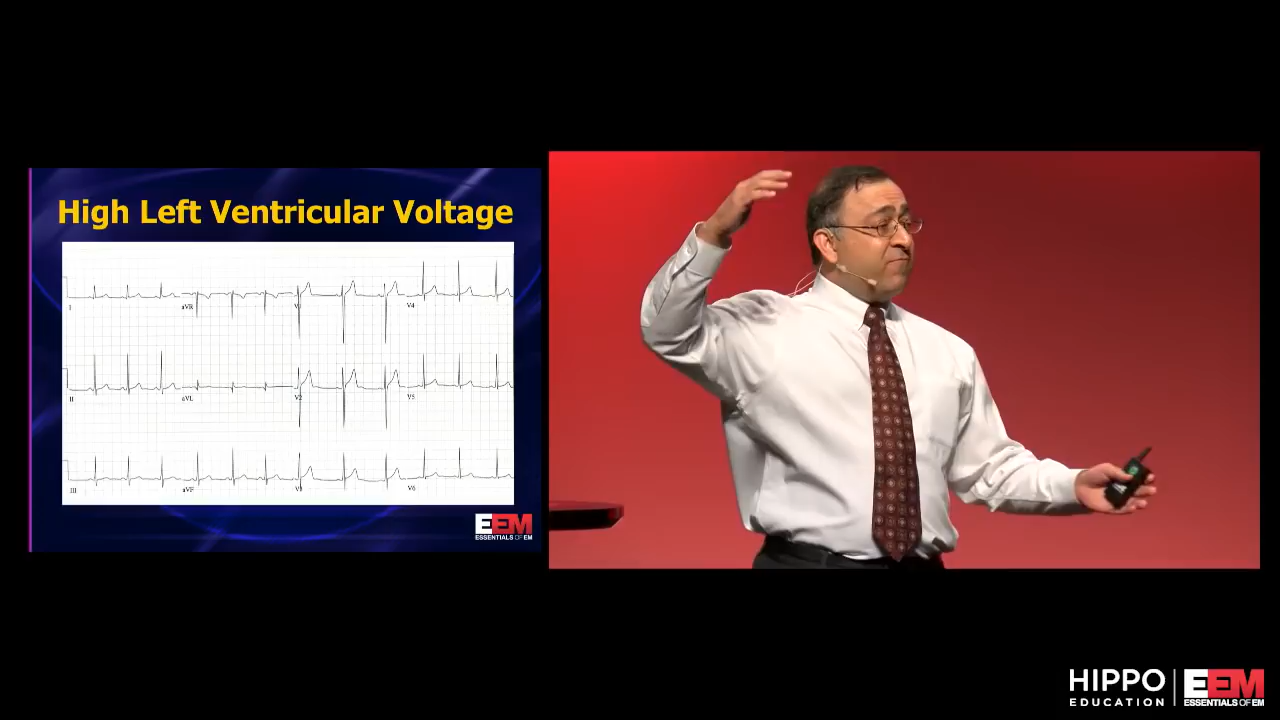 High Left Ventricular Voltage
I
aVR
V1
V4
II
aVL
V2
V5
III
aVF
V3
V6
EEM
ESSENTIALS OF EM
HIPPO
EDUCATION
EEM
ESSENTIALS OF EM